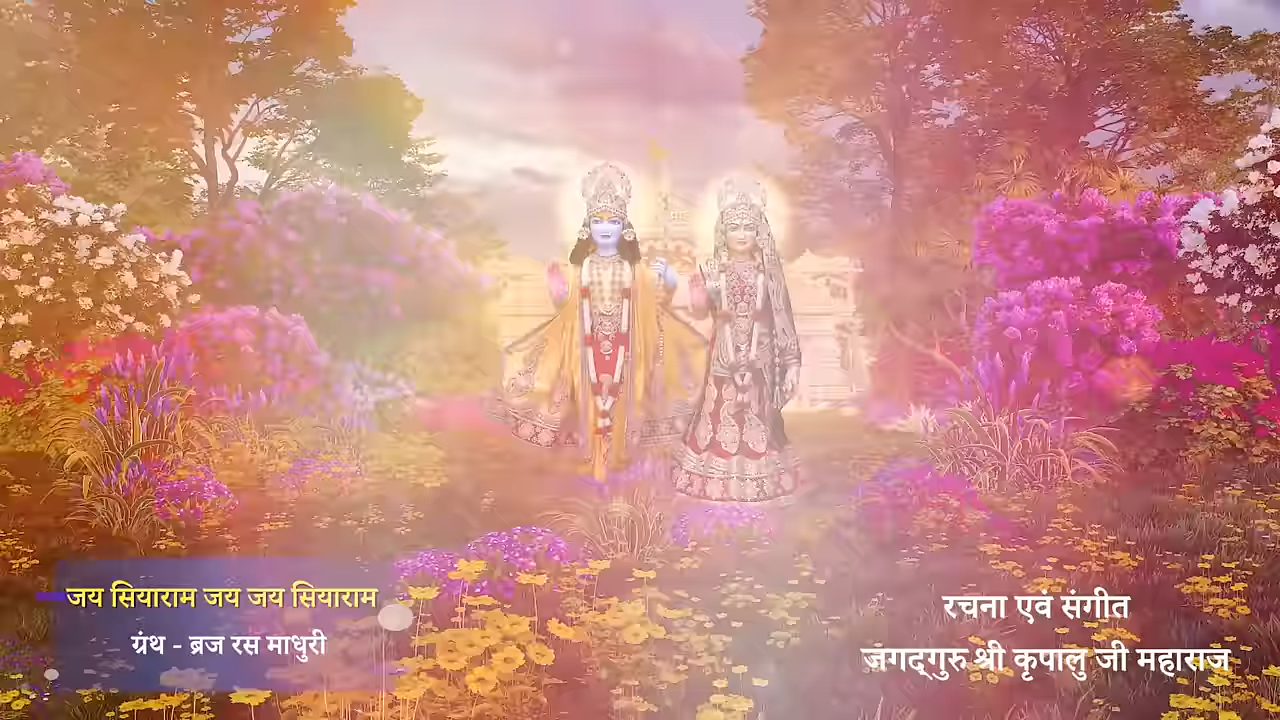 जय सियाराम जय जय सियाराम
ग्रंथ - ब्रज रस माधुरी
रचना एवं संगीत
जगद्गुरु श्री कृपालु जी महाराज